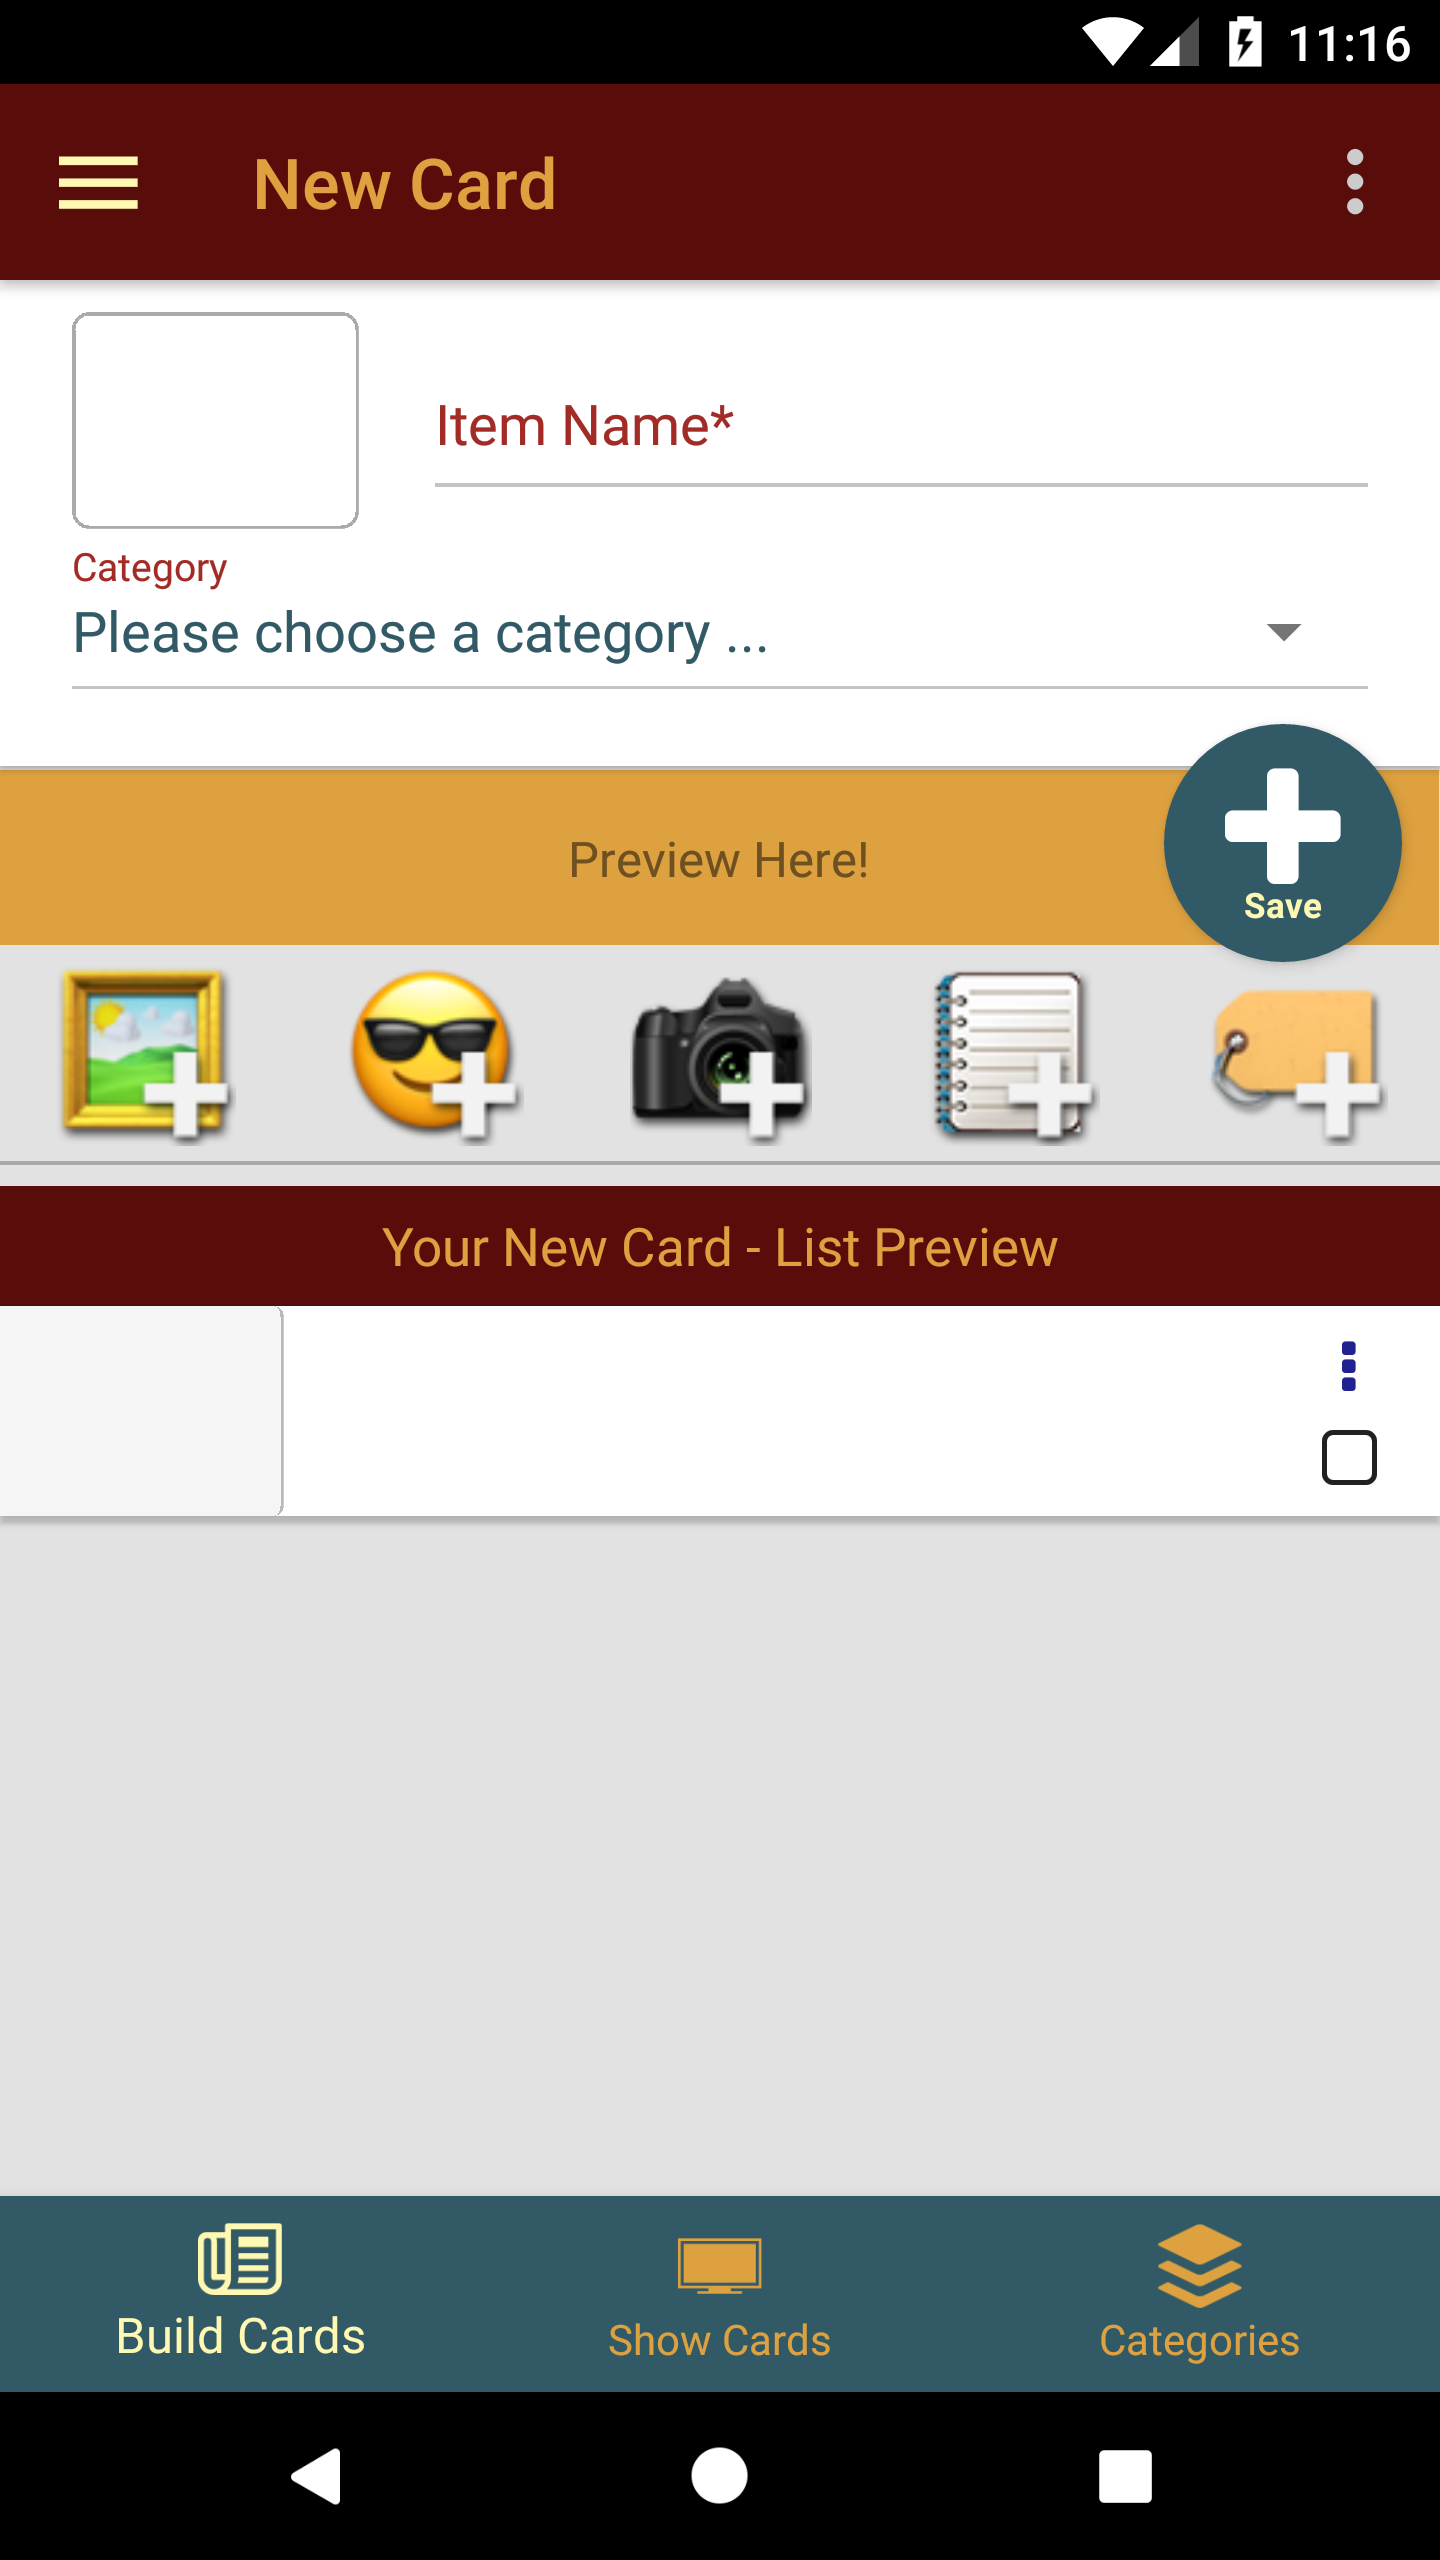 11:16
New Card
Item Name*
Category
Please choose a category ...
Preview Here!
Save
Your New Card - List Preview
Build Cards
Show Cards
Categories